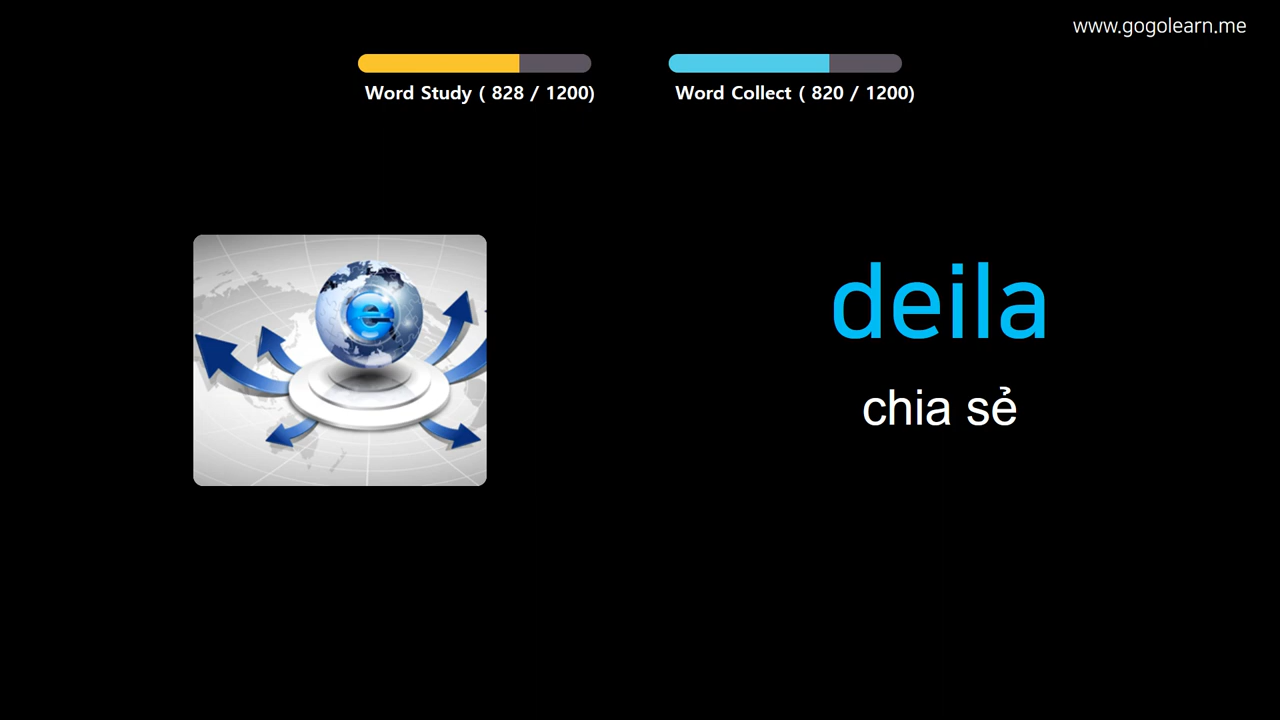 www.gogolearn.me
Word Study ( 828 / 1200)
Word Collect ( 820 / 1200)
e
deila
chia sẻ